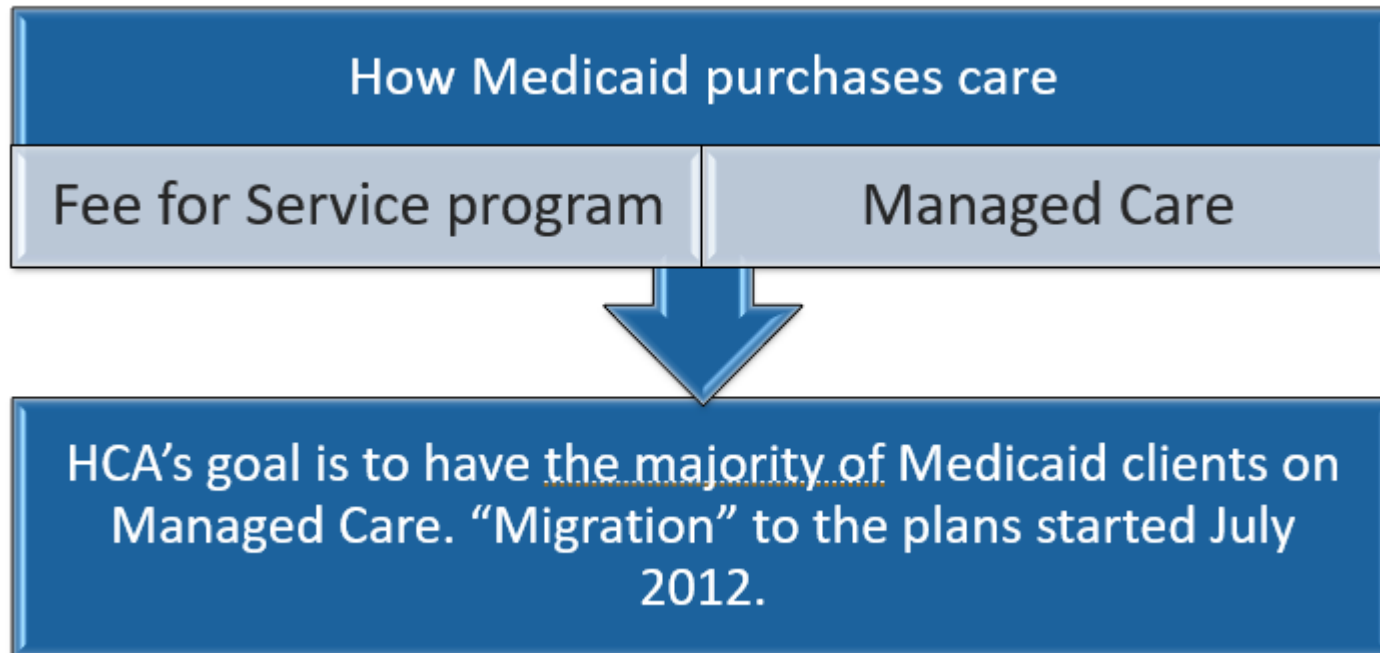 How Medicaid purchases care
Fee for Service program
Managed Care
HCA’s goal is to have the majority of Medicaid clients on
Managed Care. “Migration” to the plans started July
2012.